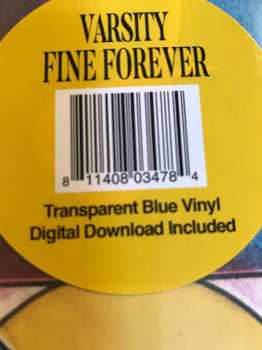 VARSITY
FINE FOREVER
8 11408 03478 4
Transparent Blue Vinyl
Digital Download Included